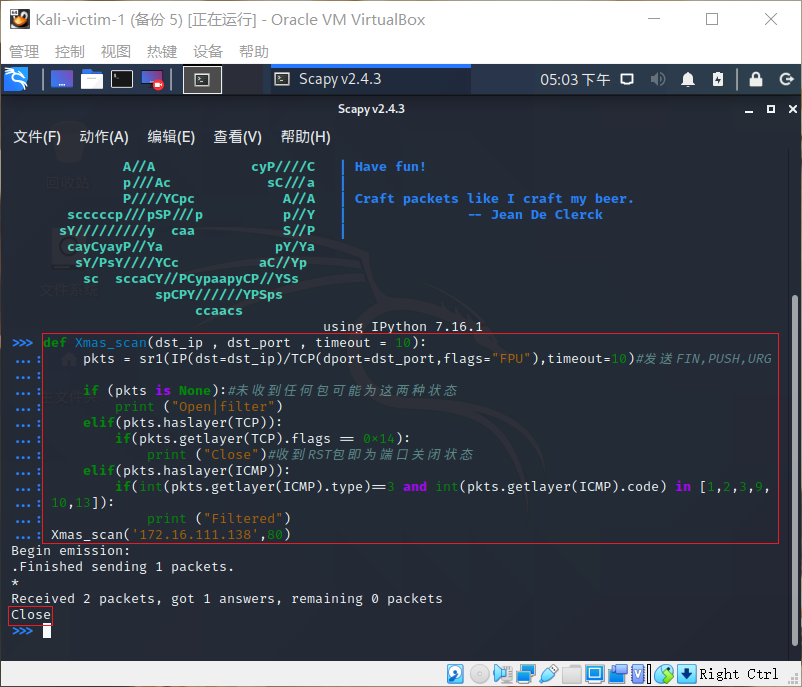 Kali-victim-1 (备份 5) [正在运行] - Oracle VM VirtualBox
管理 控制 视图 热键 设备 帮助
Scapy v2.4.3 05:03 下午
Scapy v2.4.3
文件(F) 动作(A) 编辑(E) 查看(V) 帮助(H)
A//A cyP////C | Have fun!
p///Ac sC///a |
P////YCpc A//A | Craft packets like I craft my beer.
scccccp///pSP///p p//Y | -- Jean De Clerck
sY/////////y caa S//P |
cayCyayP//Ya pY/Ya
sY/PsY////YCc aC//Yp
sc sccaCY//PCypaapyCP//YSs
spCPY//////YPSps
ccaacs
using IPython 7.16.1
>>> def Xmas_scan(dst_ip , dst_port , timeout = 10):
...: pkts = sr1(IP(dst=dst_ip)/TCP(dport=dst_port,flags="FPU"),timeout=10)#发送FIN,PUSH,URG
...:
...: if (pkts is None):#未收到任何包可能为这两种状态
...: print ("Open|filter")
...: elif(pkts.haslayer(TCP)):
...: if(pkts.getlayer(TCP).flags == 0×14):
...: print ("Close")#收到RST包即为端口关闭状态
...: elif(pkts.haslayer(ICMP)):
...: if(int(pkts.getlayer(ICMP).type)==3 and int(pkts.getlayer(ICMP).code) in [1,2,3,9,
...: 10,13]):
...: print ("Filtered")
...: Xmas_scan('172.16.111.138',80)
Begin emission:
.Finished sending 1 packets.
*
Received 2 packets, got 1 answers, remaining 0 packets
Close
>>>
Right Ctrl